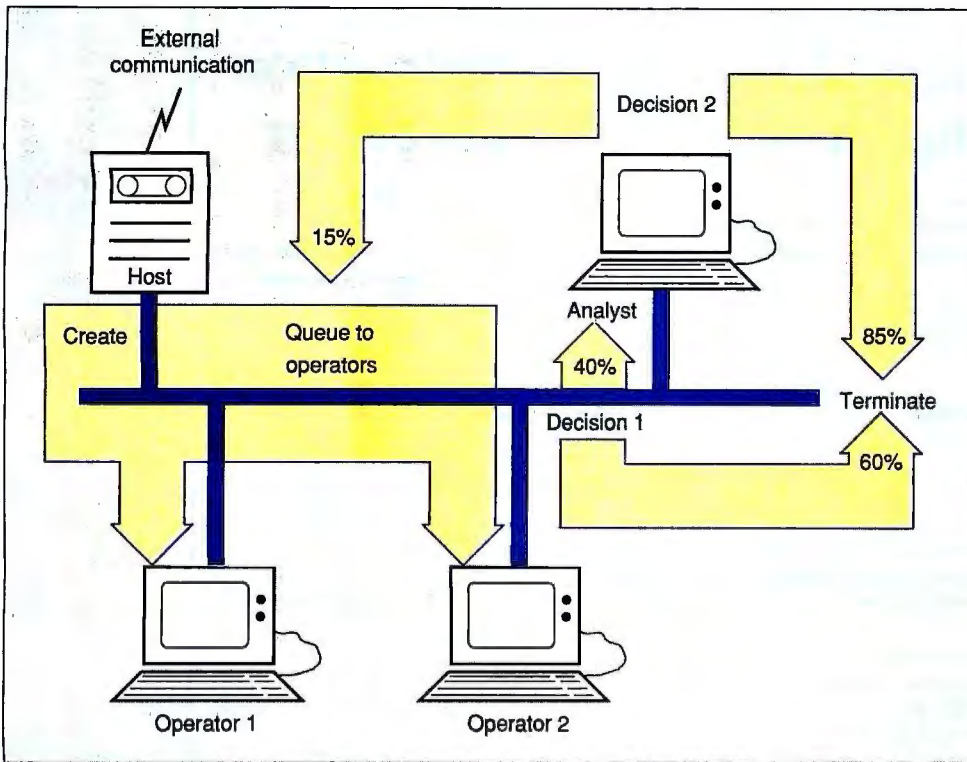 External
communication
Decision 2
15%
Host
Create
Queue to
operators
Analyst
40%
85%
Terminate
Decision 1
60%
Operator 1
Operator 2